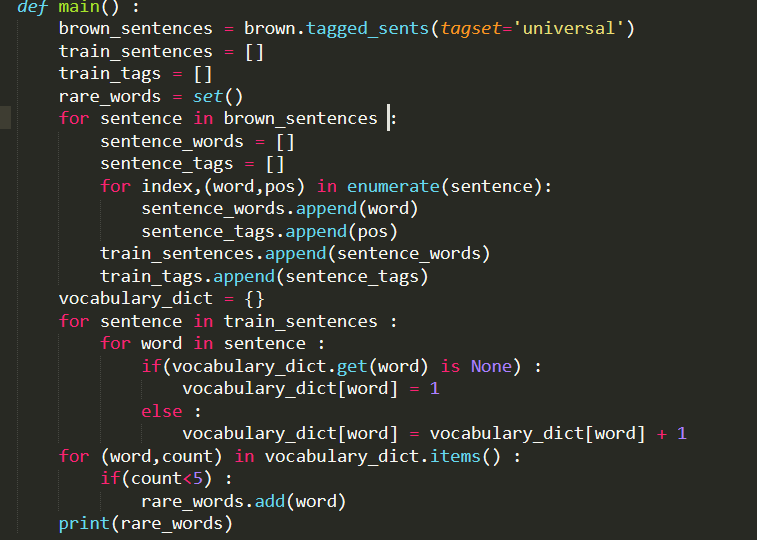 def main() :
    brown_sentences = brown.tagged_sents(tagset='universal')
    train_sentences = []
    train_tags = []
    rare_words = set()
    for sentence in brown_sentences :
        sentence_words = []
        sentence_tags = []
        for index,(word,pos) in enumerate(sentence):
            sentence_words.append(word)
            sentence_tags.append(pos)
        train_sentences.append(sentence_words)
        train_tags.append(sentence_tags)
    vocabulary_dict = {}
    for sentence in train_sentences :
        for word in sentence :
            if(vocabulary_dict.get(word) is None) :
                vocabulary_dict[word] = 1
            else :
                vocabulary_dict[word] = vocabulary_dict[word] + 1
    for (word,count) in vocabulary_dict.items() :
        if(count<5) :
            rare_words.add(word)
    print(rare_words)